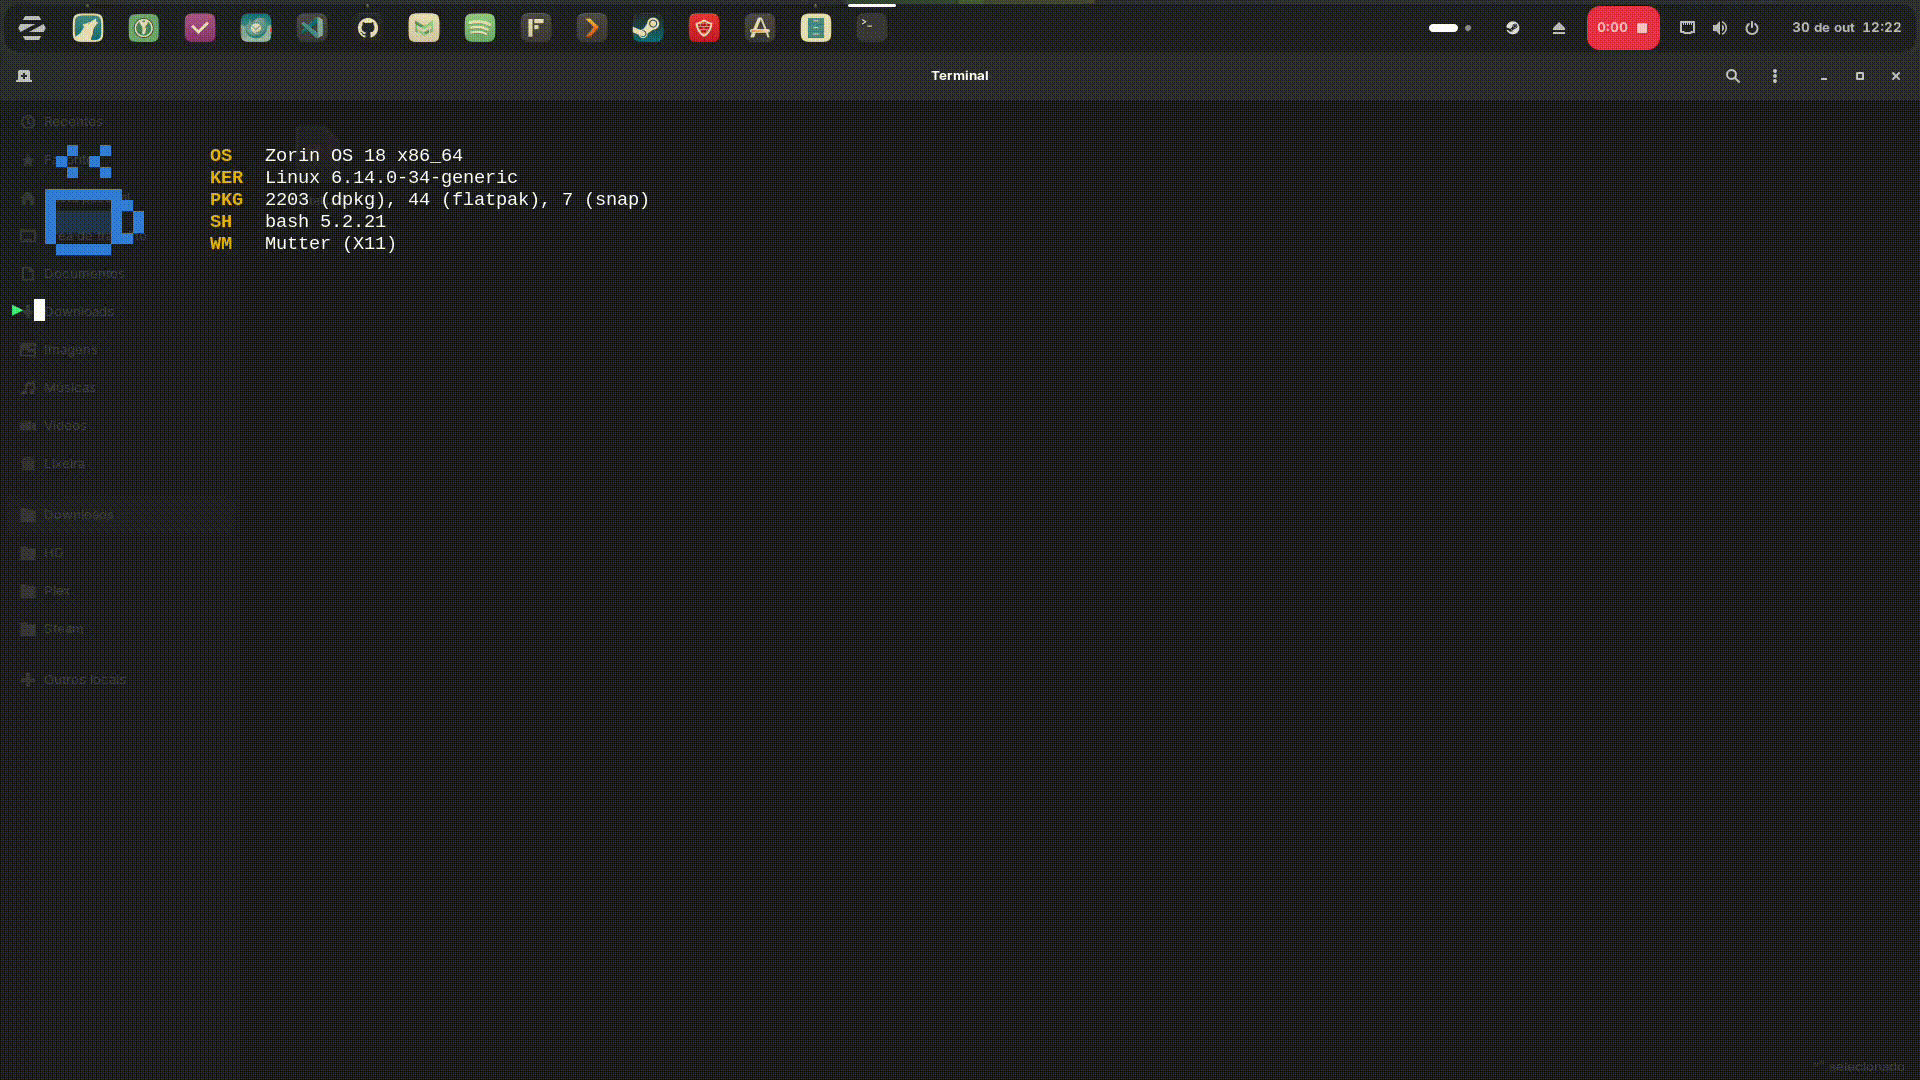 0:00
30 de out 12:22
Terminal
Recentes
OS Zorin OS 18 x86_64
KER Linux 6.14.0-34-generic
PKG 2203 (dpkg), 44 (flatpak), 7 (snap)
SH bash 5.2.21
WM Mutter (X11)
Documentos
Downloads
Imagens
Músicas
Vídeos
Lixeira
Downloads
HD
Plex
Steam
Outros locais
selecionado